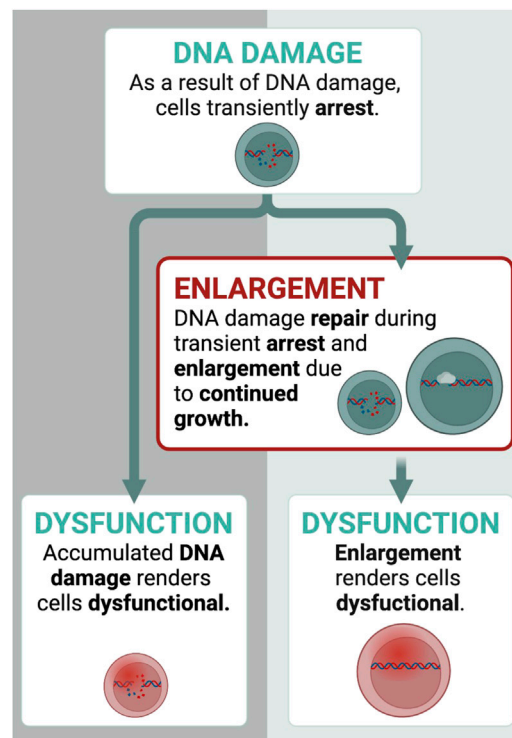 DNA DAMAGE
As a result of DNA damage,
cells transiently arrest.
ENLARGEMENT
DNA damage repair during
transient arrest and
enlargement due
to continued
growth.
DYSFUNCTION
Accumulated DNA
damage renders
cells dysfunctional.
DYSFUNCTION
Enlargement
renders cells
dysfuctional.